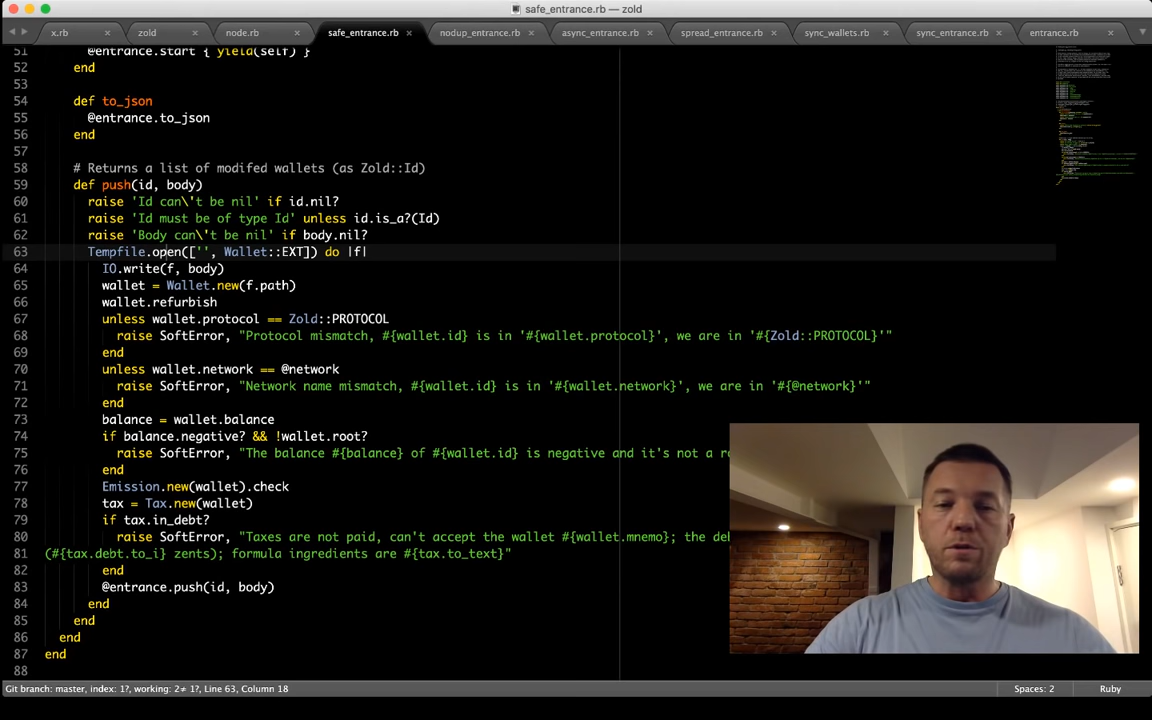 safe_entrance.rb — zold
x.rb × zold × node.rb × safe_entrance.rb × nodup_entrance.rb × async_entrance.rb × spread_entrance.rb × sync_wallets.rb × sync_entrance.rb × entrance.rb ×
51 @entrance.start { yield(self) }
52 end
53
54 def to_json
55 @entrance.to_json
56 end
57
58 # Returns a list of modifed wallets (as Zold::Id)
59 def push(id, body)
60 raise 'Id can\'t be nil' if id.nil?
61 raise 'Id must be of type Id' unless id.is_a?(Id)
62 raise 'Body can\'t be nil' if body.nil?
63 Tempfile.open(['', Wallet::EXT]) do |f|
64 IO.write(f, body)
65 wallet = Wallet.new(f.path)
66 wallet.refurbish
67 unless wallet.protocol == Zold::PROTOCOL
68 raise SoftError, "Protocol mismatch, #{wallet.id} is in '#{wallet.protocol}', we are in '#{Zold::PROTOCOL}'"
69 end
70 unless wallet.network == @network
71 raise SoftError, "Network name mismatch, #{wallet.id} is in '#{wallet.network}', we are in '#{@network}'"
72 end
73 balance = wallet.balance
74 if balance.negative? && !wallet.root?
75 raise SoftError, "The balance #{balance} of #{wallet.id} is negative and it's not a
76 end
77 Emission.new(wallet).check
78 tax = Tax.new(wallet)
79 if tax.in_debt?
80 raise SoftError, "Taxes are not paid, can't accept the wallet #{wallet.mnemo}; the
81 (#{tax.debt.to_i} zents); formula ingredients are #{tax.to_text}"
82 end
83 @entrance.push(id, body)
84 end
85 end
86 end
87 end
88
Git branch: master, index: 1?, working: 2≠ 1?, Line 63, Column 18 Spaces: 2 Ruby